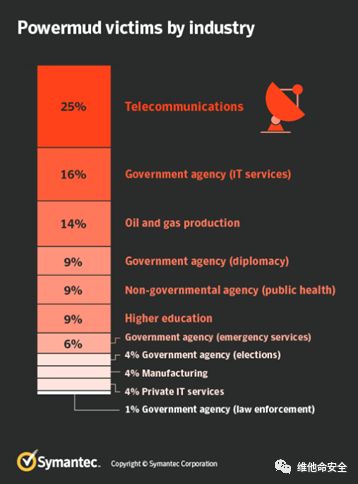 Powermud victims by industry
25% Telecommunications
16% Government agency (IT services)
14% Oil and gas production
9% Government agency (diplomacy)
9% Non-governmental agency (public health)
9% Higher education
6% Government agency (emergency services)
4% Government agency (elections)
4% Manufacturing
4% Private IT services
1% Government agency (law enforcement)
Symantec. Copyright © Symantec Corporation
维他命安全